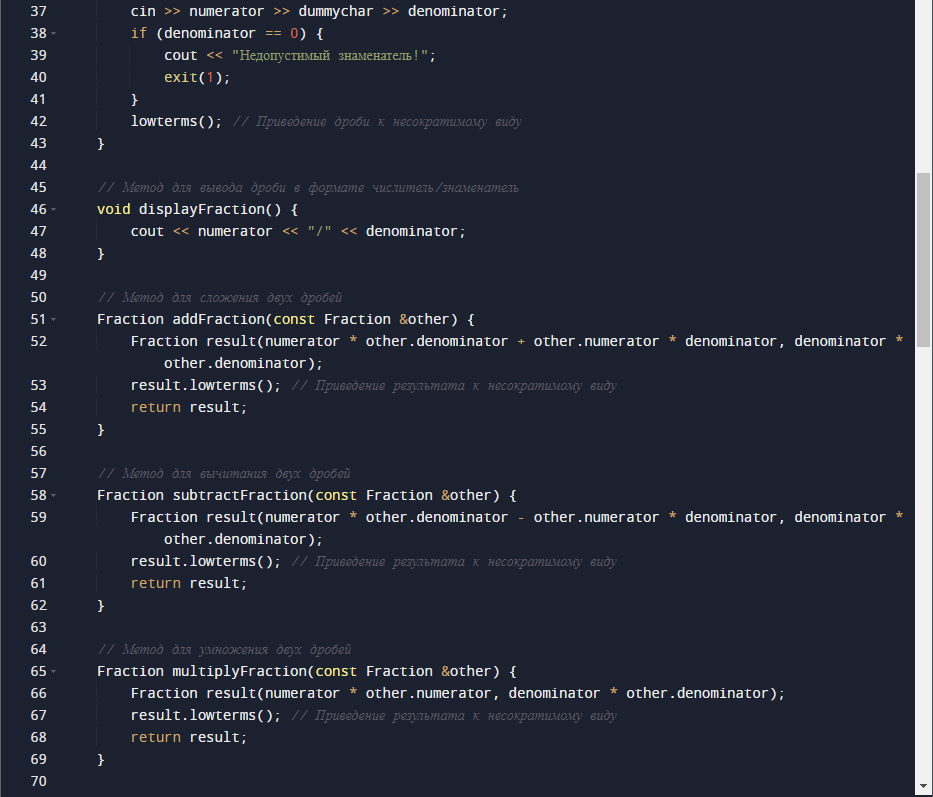 37 cin >> numerator >> dummychar >> denominator;
38 if (denominator == 0) {
39 cout << "Недопустимый знаменатель!";
40 exit(1);
41 }
42 lowterms(); // Приведение дроби к несократимому виду
43 }
44
45 // Метод для вывода дроби в формате числитель/знаменатель
46 void displayFraction() {
47 cout << numerator << "/" << denominator;
48 }
49
50 // Метод для сложения двух дробей
51 Fraction addFraction(const Fraction &other) {
52 Fraction result(numerator * other.denominator + other.numerator * denominator, denominator *
other.denominator);
53 result.lowterms(); // Приведение результата к несократимому виду
54 return result;
55 }
56
57 // Метод для вычитания двух дробей
58 Fraction subtractFraction(const Fraction &other) {
59 Fraction result(numerator * other.denominator - other.numerator * denominator, denominator *
other.denominator);
60 result.lowterms(); // Приведение результата к несократимому виду
61 return result;
62 }
63
64 // Метод для умножения двух дробей
65 Fraction multiplyFraction(const Fraction &other) {
66 Fraction result(numerator * other.numerator, denominator * other.denominator);
67 result.lowterms(); // Приведение результата к несократимому виду
68 return result;
69 }
70